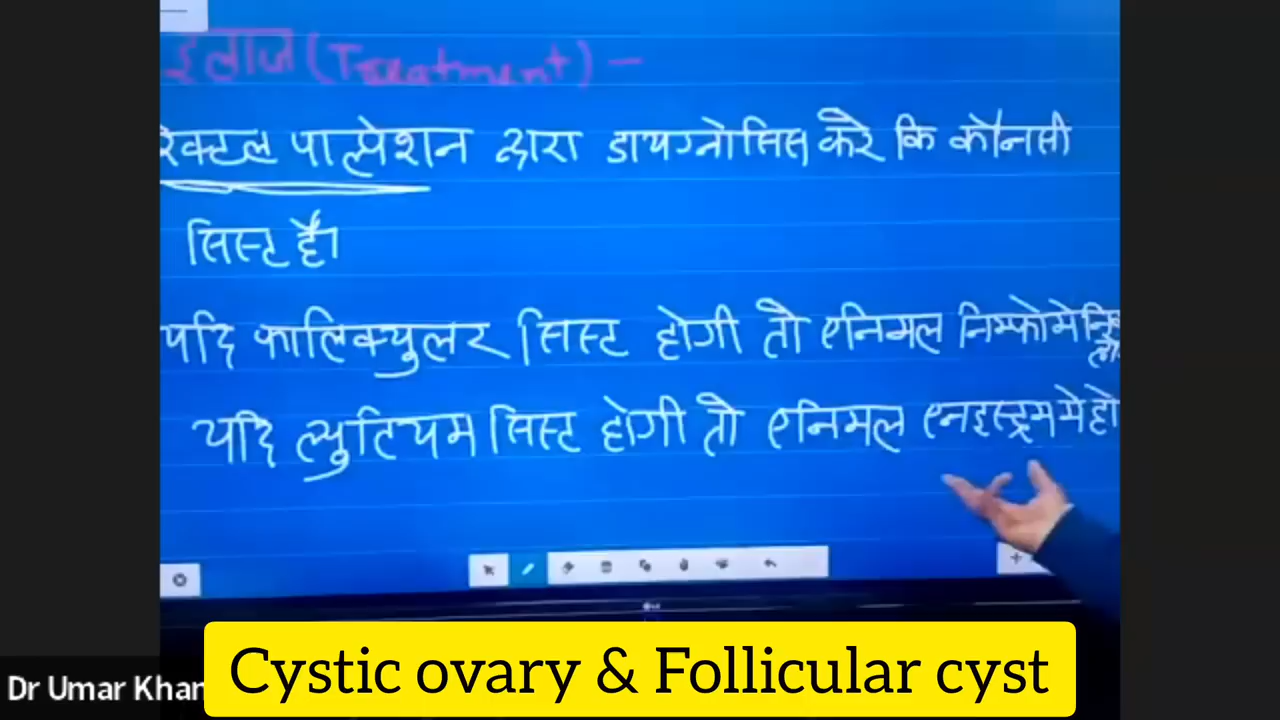 इलाज (Treatment) —
रेक्टल पाल्पेशन द्वारा डायग्नोसिस करे कि कौनसी
सिस्ट है।
यदि फालिक्युलर सिस्ट होगी तो एनिमल
यदि ल्युटियम सिस्ट होगी तो एनिमल एनइस्ट्रम मे हो
Cystic ovary & Follicular cyst
Dr Umar Khan